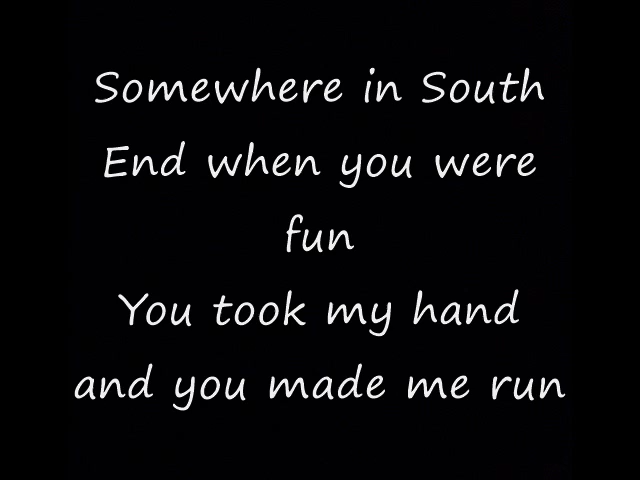 Somewhere in South
End when you were
fun
You took my hand
and you made me run